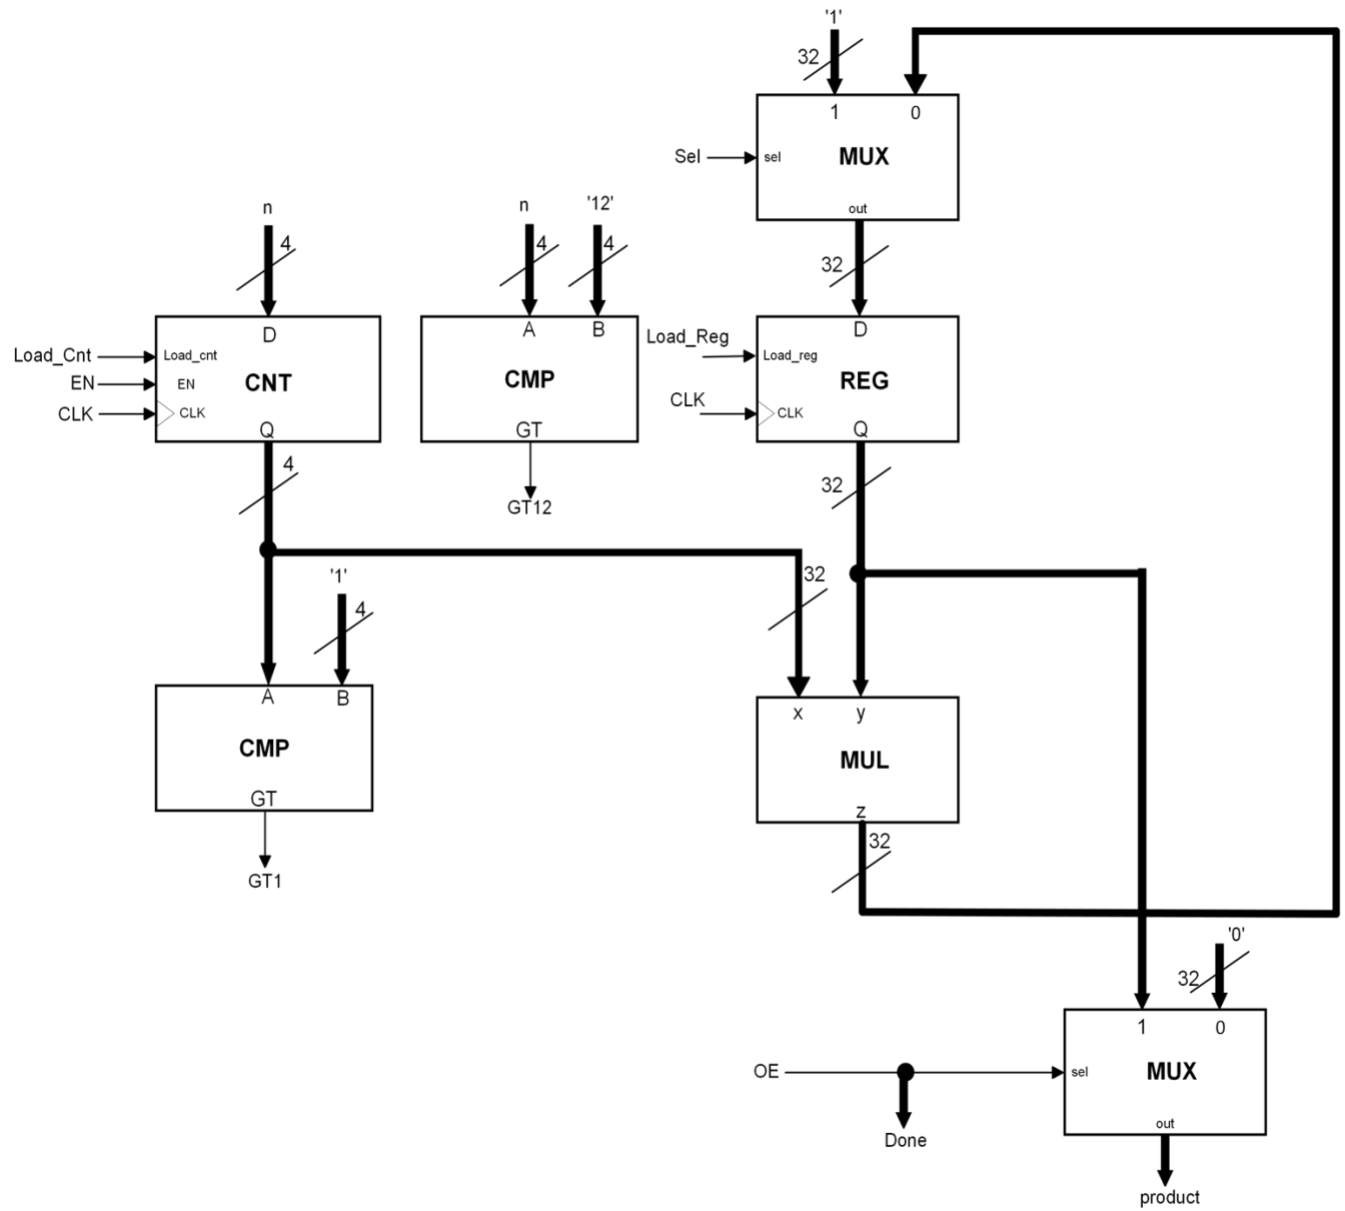 '1'
32
1 0
Sel sel MUX
out
n n '12'
4 4 4
32
D A B D
Load_Cnt Load_cnt Load_Reg Load_reg
EN EN CNT CMP REG
CLK CLK CLK CLK
Q GT Q
4 32
GT12
'1' 32
4
A B x y
CMP MUL
GT z
32
GT1
'0'
32
1 0
OE sel MUX
out
Done
product